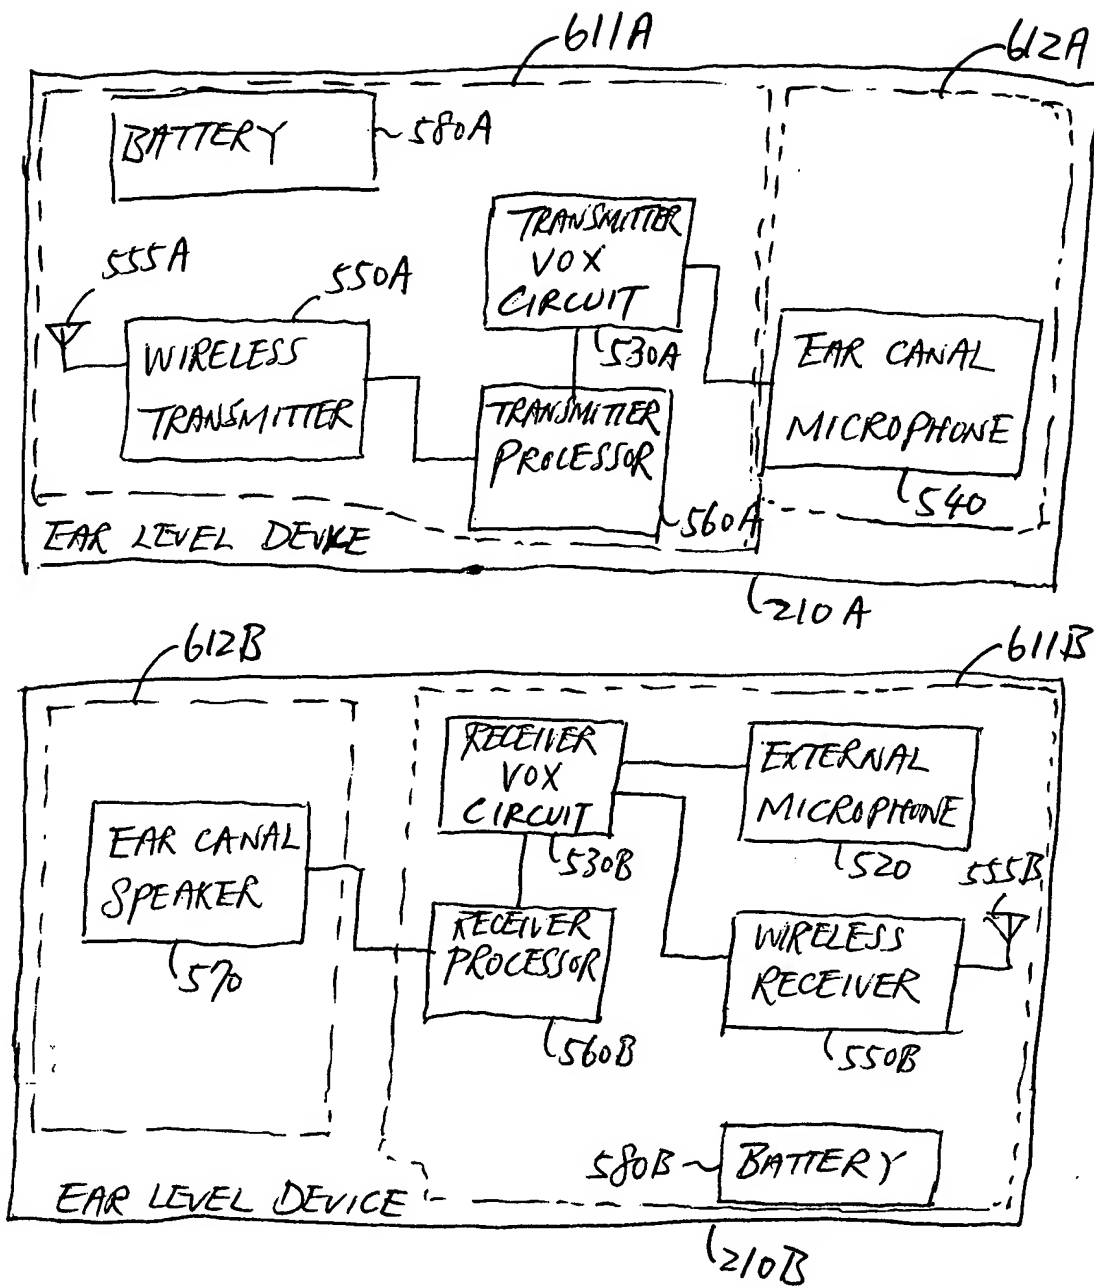 611A
612A
BATTERY
580A
TRANSMITTER
VOX
CIRCUIT
530A
555A
550A
WIRELESS
TRANSMITTER
TRANSMITTER
PROCESSOR
560A
EAR CANAL
MICROPHONE
540
EAR LEVEL DEVICE
210A
612B
611B
RECEIVER
VOX
CIRCUIT
530B
EXTERNAL
MICROPHONE
520
555B
EAR CANAL
SPEAKER
570
RECEIVER
PROCESSOR
560B
WIRELESS
RECEIVER
550B
580B
BATTERY
EAR LEVEL DEVICE
210B